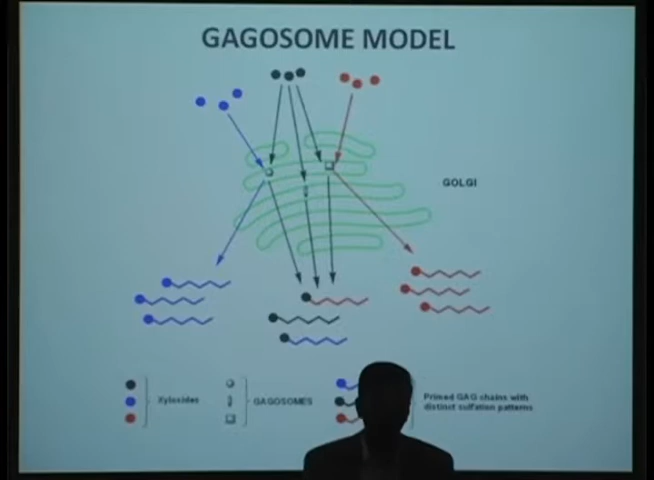 GAGOSOME MODEL
GOLGI
Xylosides
GAGOSOMES
Primed GAG chains with
distinct sulfation patterns